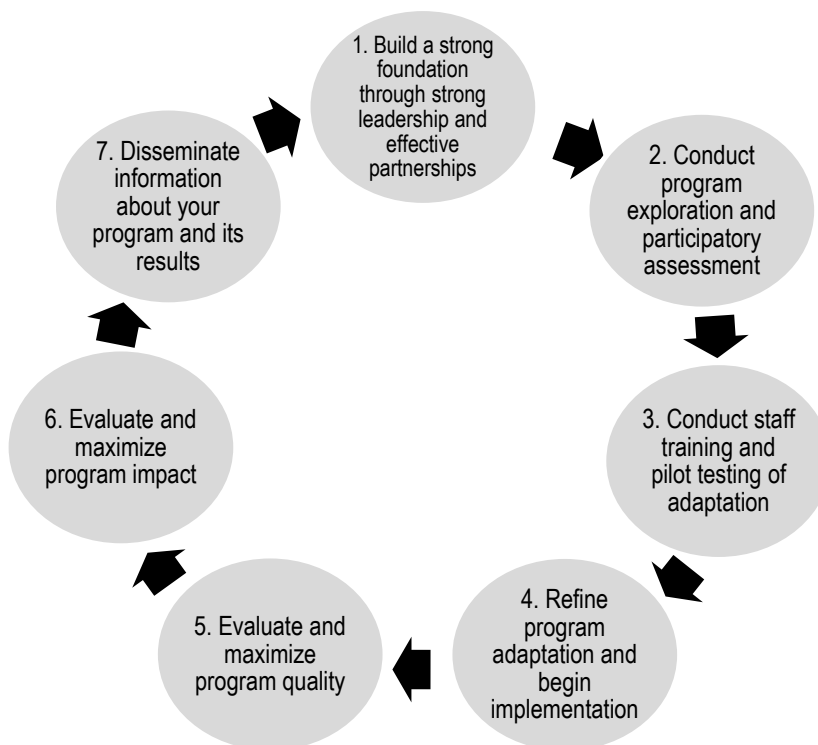 1. Build a strong
foundation
through strong
leadership and
effective
partnerships
2. Conduct
program
exploration and
participatory
assessment
3. Conduct staff
training and
pilot testing of
adaptation
4. Refine
program
adaptation and
begin
implementation
5. Evaluate and
maximize
program quality
6. Evaluate and
maximize
program impact
7. Disseminate
information
about your
program and its
results